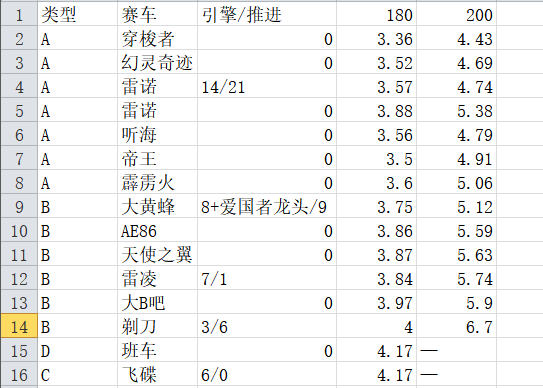 1 类型 赛车 引擎/推进 180 200
2 A 穿梭者 0 3.36 4.43
3 A 幻灵奇迹 0 3.52 4.69
4 A 雷诺 14/21 3.57 4.74
5 A 雷诺 0 3.88 5.38
6 A 听海 0 3.56 4.79
7 A 帝王 0 3.5 4.91
8 A 霹雳火 0 3.6 5.06
9 B 大黄蜂 8+爱国者龙头/9 3.75 5.12
10 B AE86 0 3.86 5.59
11 B 天使之翼 0 3.87 5.63
12 B 雷凌 7/1 3.84 5.74
13 B 大B吧 0 3.97 5.9
14 B 剃刀 3/6 4 6.7
15 D 班车 0 4.17 —
16 C 飞碟 6/0 4.17 —